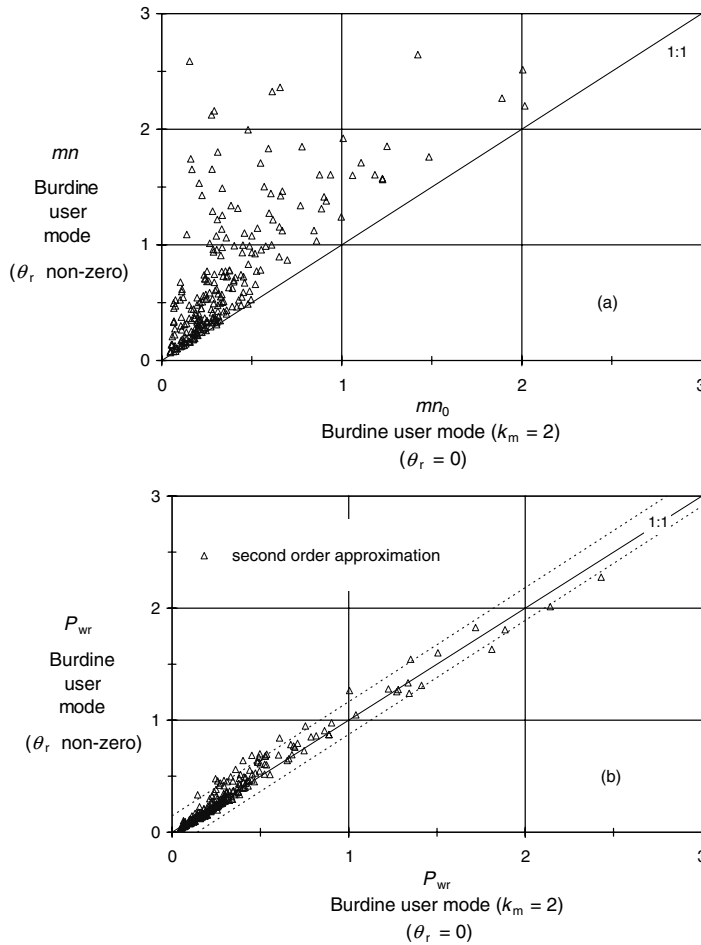 3
1:1
2
mn
Burdine
user
mode
1
(θr non-zero)
(a)
0
0 1 2 3
mn0
Burdine user mode (km = 2)
(θr = 0)
3
1:1
second order approximation
2
Pwr
Burdine
user
mode
1
(θr non-zero)
(b)
0
0 1 2 3
Pwr
Burdine user mode (km = 2)
(θr = 0)